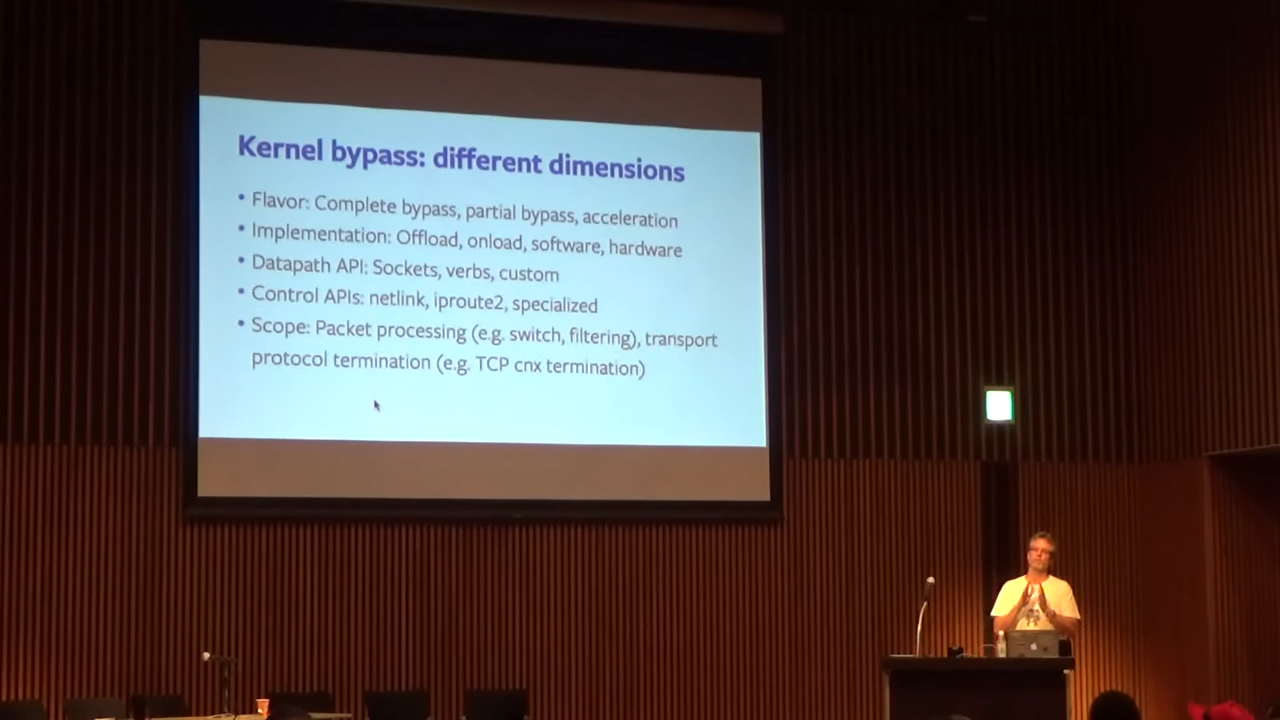 Kernel bypass: different dimensions
• Flavor: Complete bypass, partial bypass, acceleration
• Implementation: Offload, onload, software, hardware
• Datapath API: Sockets, verbs, custom
• Control APIs: netlink, iproute2, specialized
• Scope: Packet processing (e.g. switch, filtering), transport
protocol termination (e.g. TCP cnx termination)